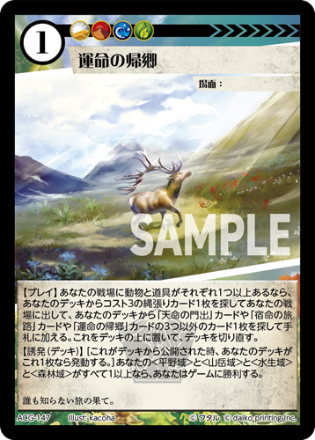 1
運命の帰郷
場面：
SAMPLE
【プレイ】あなたの戦場に動物と道具がそれぞれ1つ以上あるなら、
あなたのデッキからコスト3の縄張りカード1枚を探してあなたの戦
場に出して、あなたのデッキから「天命の門出」カードや「宿命の旅
路」カードや「運命の帰郷」カードの3つ以外のカード1枚を探して手
札に加える。これをデッキの上に置いて、デッキを切り直す。
【誘発(デッキ)】［これがデッキから公開された時、あなたのデッキが
これ1枚なら発動する。］あなたの<平野域>と<山岳域>と<水生域>
と<森林域>がすべて1以上なら、あなたはゲームに勝利する。
誰も知らない旅の果て。
ACG-147
Illust: kacoha
©ワタル ©daiko printing, inc.